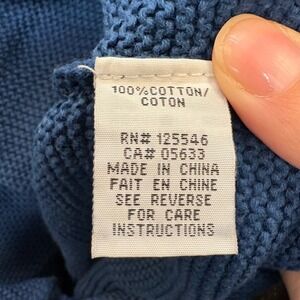 100%COTTON/
COTON
RN# 125546
CA# 05633
MADE IN CHINA
FAIT EN CHINE
SEE REVERSE
FOR CARE
INSTRUCTIONS